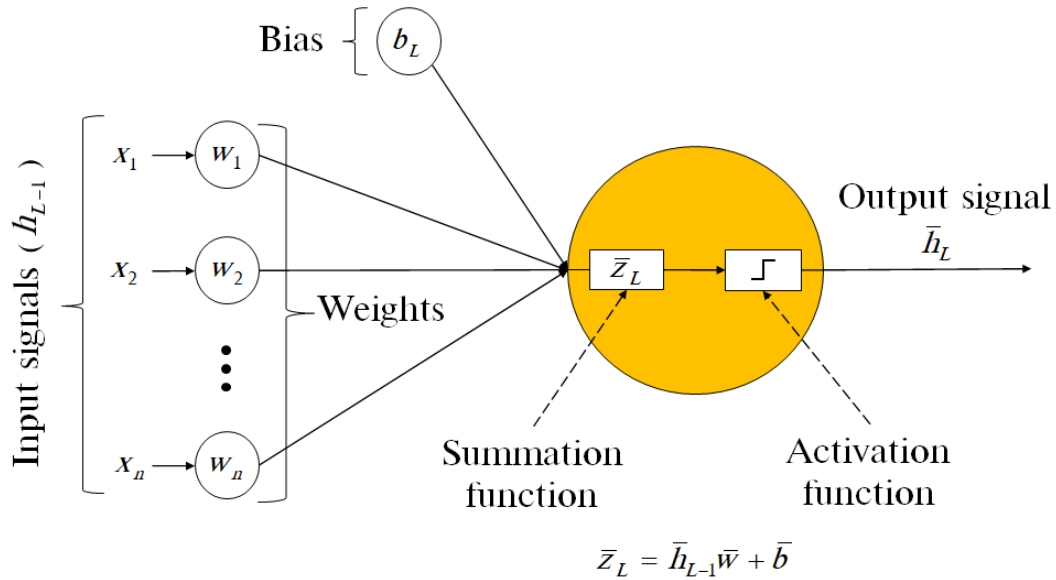 Bias
b_L
Input signals ( h_{L-1} )
x_1
w_1
x_2
w_2
x_n
w_n
Weights
z̄_L
Output signal
h̄_L
Summation
function
Activation
function
z̄_L = h̄_{L-1}w̄ + b̄